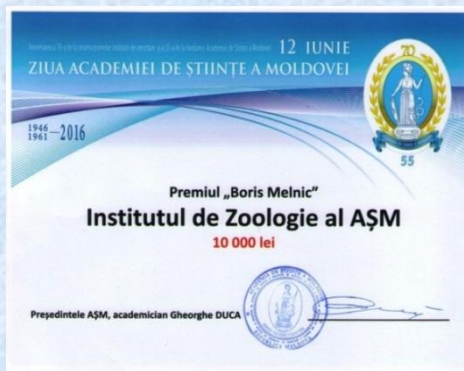 12 IUNIE
ZIUA ACADEMIEI DE ȘTIINȚE A MOLDOVEI
70
1946
1961 —2016
55
Premiul „Boris Melnic”
Institutul de Zoologie al AȘM
10 000 lei
Președintele AȘM, academician Gheorghe DUCA